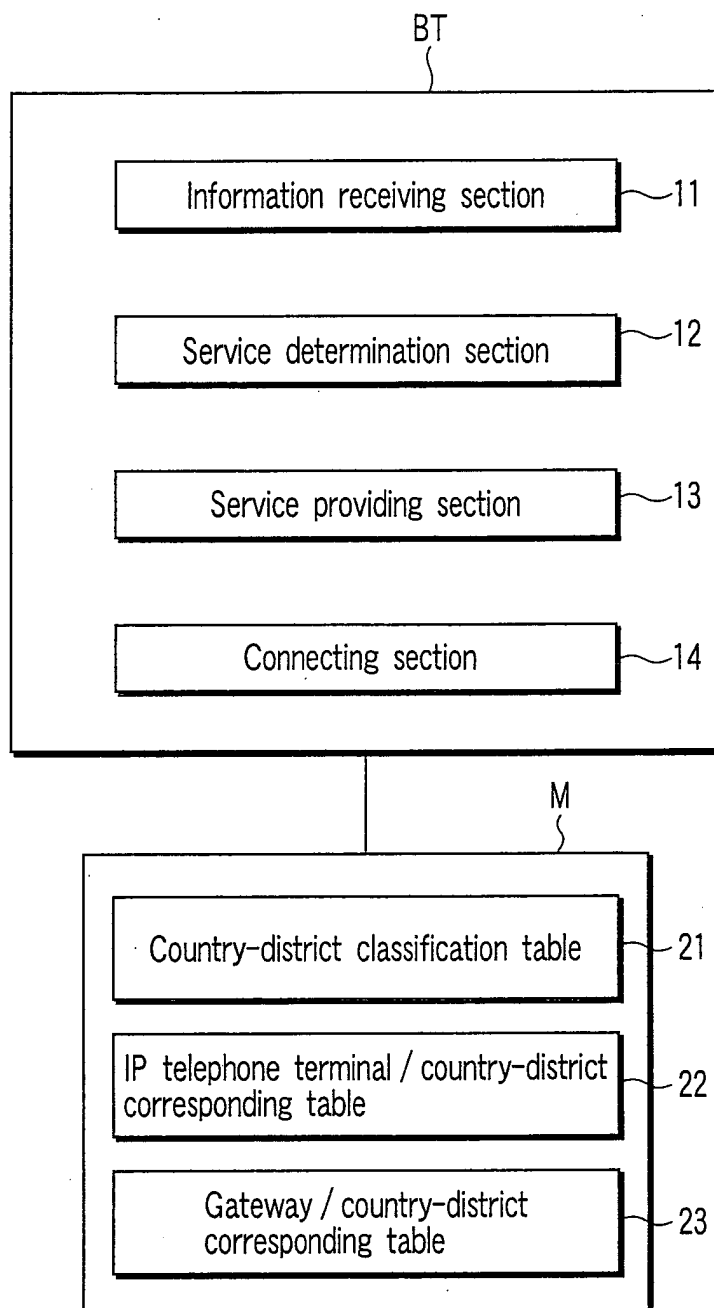 BT
Information receiving section
11
Service determination section
12
Service providing section
13
Connecting section
14
M
Country-district classification table
21
IP telephone terminal / country-district
corresponding table
22
Gateway / country-district
corresponding table
23